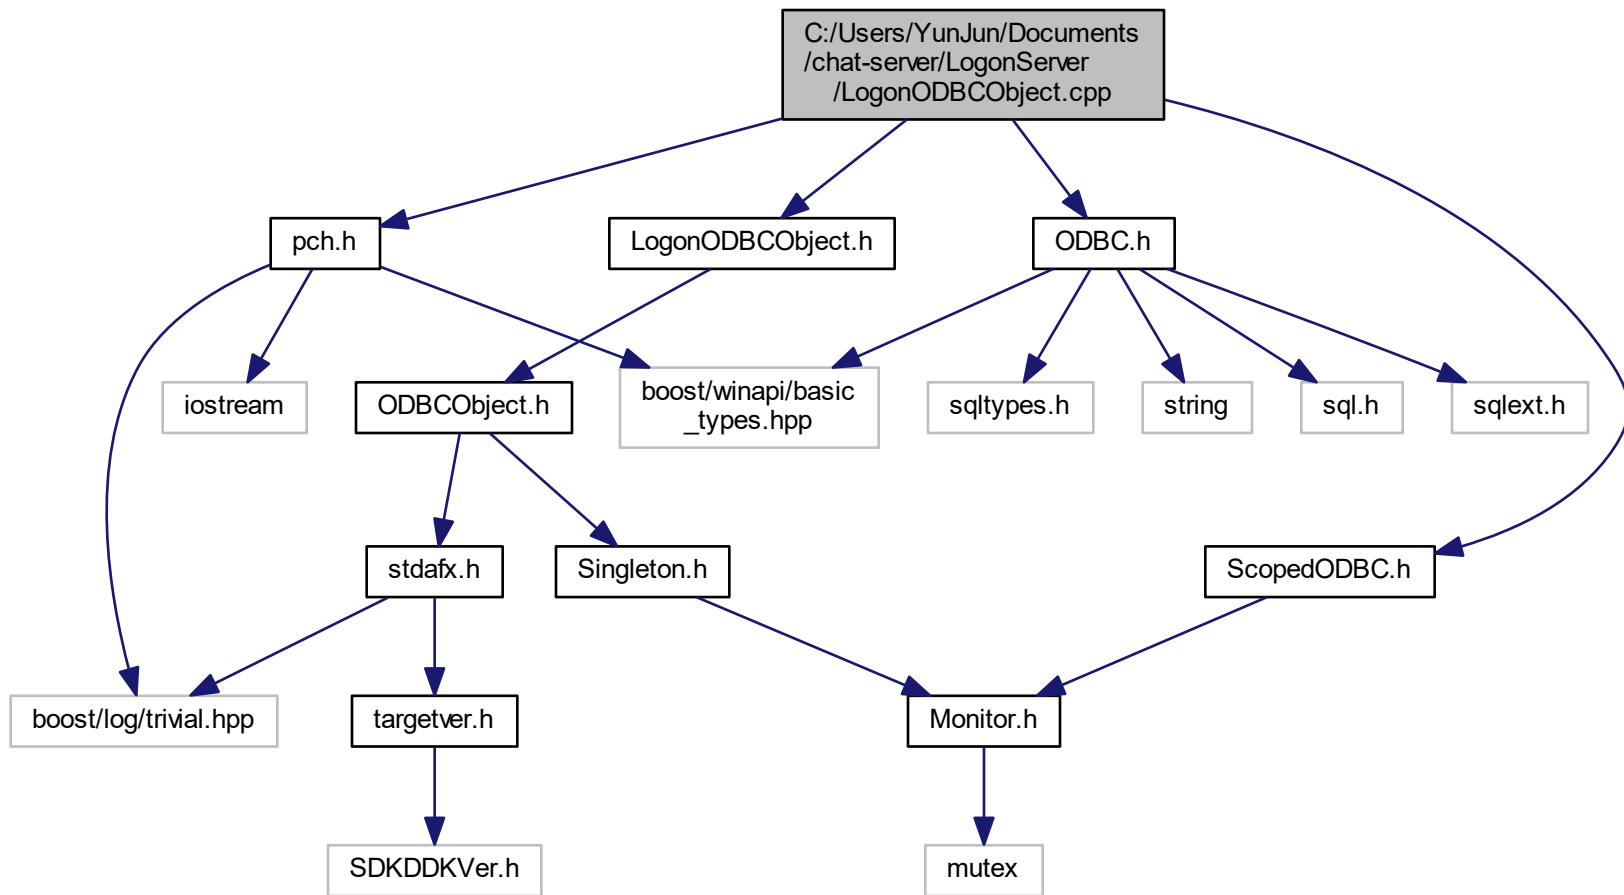 C:/Users/YunJun/Documents
/chat-server/LogonServer
/LogonODBCObject.cpp
pch.h
LogonODBCObject.h
ODBC.h
iostream
ODBCObject.h
boost/winapi/basic
_types.hpp
sqltypes.h
string
sql.h
sqlext.h
stdafx.h
Singleton.h
ScopedODBC.h
boost/log/trivial.hpp
targetver.h
Monitor.h
SDKDDKVer.h
mutex